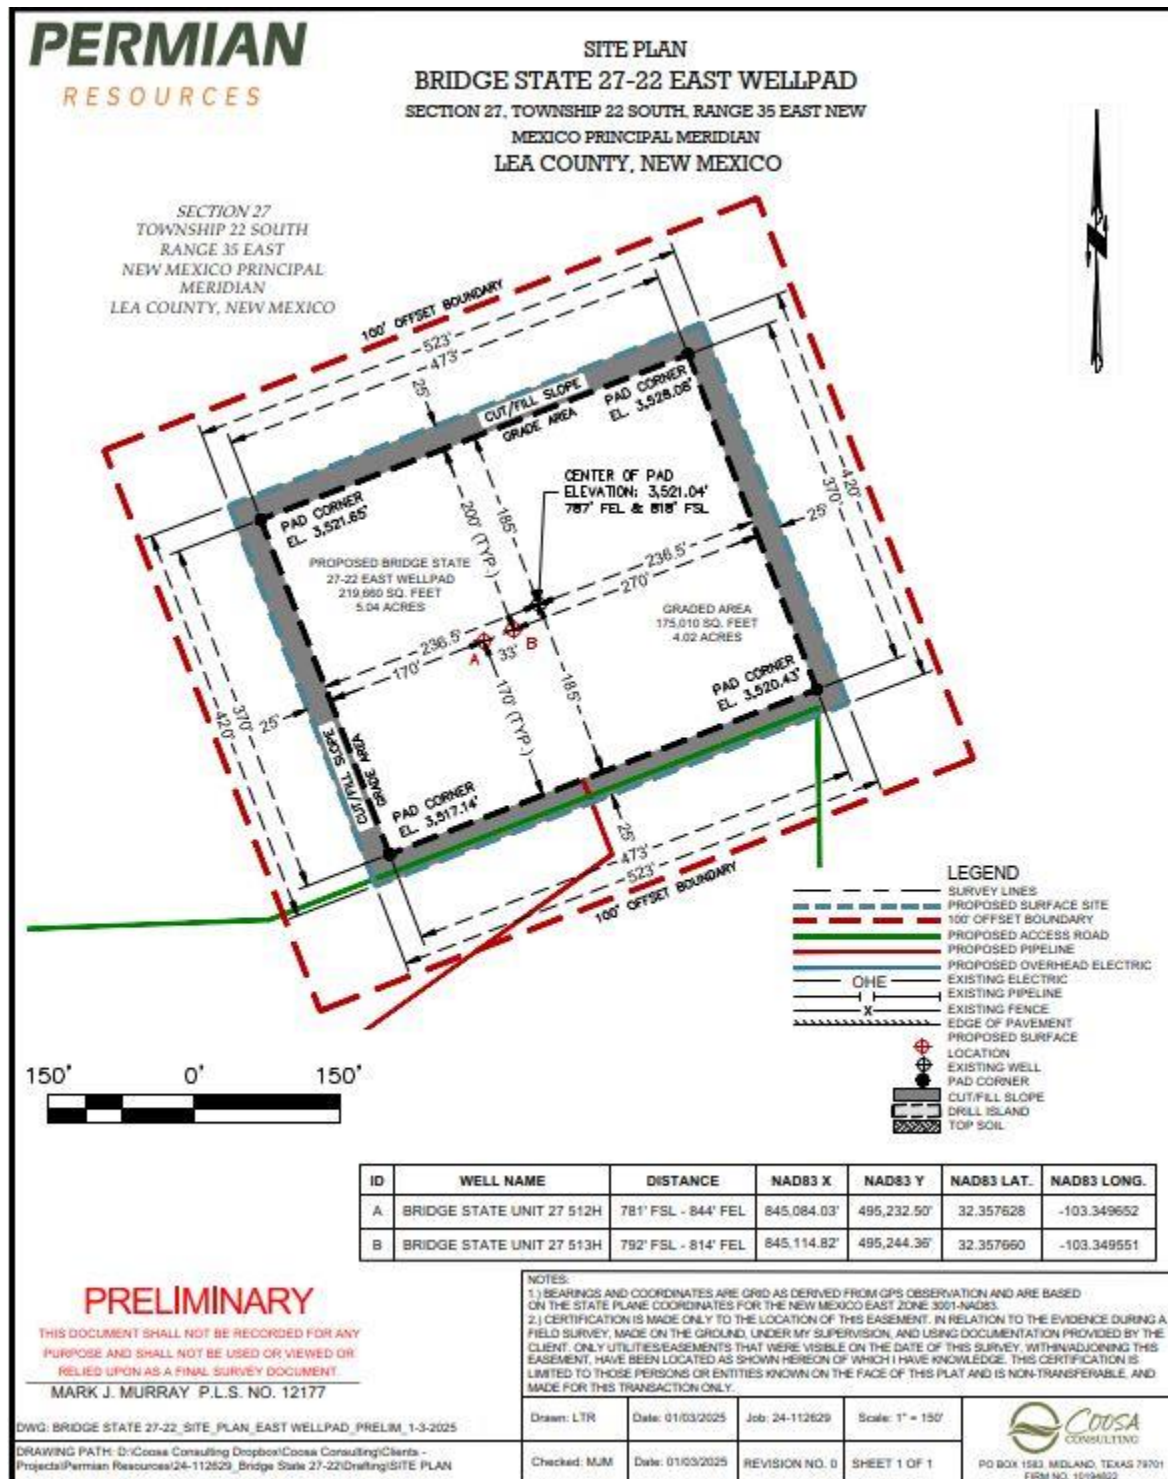 PERMIAN
RESOURCES
SITE PLAN
BRIDGE STATE 27-22 EAST WELLPAD
SECTION 27, TOWNSHIP 22 SOUTH, RANGE 35 EAST NEW
MEXICO PRINCIPAL MERIDIAN
LEA COUNTY, NEW MEXICO
SECTION 27
TOWNSHIP 22 SOUTH
RANGE 35 EAST
NEW MEXICO PRINCIPAL
MERIDIAN
LEA COUNTY, NEW MEXICO
N
100' OFFSET BOUNDARY
523'
473'
25'
CUT/FILL SLOPE
GRADE AREA
PAD CORNER
EL. 3,528.08'
PAD CORNER
EL. 3,521.65'
CENTER OF PAD
ELEVATION: 3,521.04'
787' FEL & 818' FSL
200' (TYP.)
185'
420'
370'
25'
PROPOSED BRIDGE STATE
27-22 EAST WELLPAD
219,660 SQ. FEET
5.04 ACRES
236.5'
270'
GRADED AREA
175,010 SQ. FEET
4.02 ACRES
236.5'
170'
A
33'
B
170' (TYP.)
185'
PAD CORNER
EL. 3,520.43'
25'
370'
420'
CUT/FILL SLOPE
GRADE AREA
PAD CORNER
EL. 3,517.14'
25'
473'
523'
100' OFFSET BOUNDARY
LEGEND
SURVEY LINES
PROPOSED SURFACE SITE
100' OFFSET BOUNDARY
PROPOSED ACCESS ROAD
PROPOSED PIPELINE
PROPOSED OVERHEAD ELECTRIC
OHE EXISTING ELECTRIC
EXISTING PIPELINE
X EXISTING FENCE
EDGE OF PAVEMENT
PROPOSED SURFACE
LOCATION
EXISTING WELL
PAD CORNER
CUT/FILL SLOPE
DRILL ISLAND
TOP SOIL
150' 0' 150'
ID WELL NAME DISTANCE NAD83 X NAD83 Y NAD83 LAT. NAD83 LONG.
A BRIDGE STATE UNIT 27 512H 781' FSL - 844' FEL 845,084.03' 495,232.50' 32.357628 -103.349652
B BRIDGE STATE UNIT 27 513H 792' FSL - 814' FEL 845,114.82' 495,244.36' 32.357660 -103.349551
PRELIMINARY
THIS DOCUMENT SHALL NOT BE RECORDED FOR ANY
PURPOSE AND SHALL NOT BE USED OR VIEWED OR
RELIED UPON AS A FINAL SURVEY DOCUMENT
MARK J. MURRAY P.L.S. NO. 12177
DWG: BRIDGE STATE 27-22_SITE_PLAN_EAST WELLPAD_PRELIM_1-3-2025
DRAWING PATH: D:\Coosa Consulting Dropbox\Coosa Consulting\Clients -
Projects\Permian Resources\24-112629_Bridge State 27-22\Drafting\SITE PLAN
NOTES:
1.) BEARINGS AND COORDINATES ARE GRID AS DERIVED FROM GPS OBSERVATION AND ARE BASED
ON THE STATE PLANE COORDINATES FOR THE NEW MEXICO EAST ZONE 3001-NAD83.
2.) CERTIFICATION IS MADE ONLY TO THE LOCATION OF THIS EASEMENT. IN RELATION TO THE EVIDENCE DURING A
FIELD SURVEY, MADE ON THE GROUND, UNDER MY SUPERVISION, AND USING DOCUMENTATION PROVIDED BY THE
CLIENT. ONLY UTILITIES/EASEMENTS THAT WERE VISIBLE ON THE DATE OF THIS SURVEY, WITHIN/ADJOINING THIS
EASEMENT, HAVE BEEN LOCATED AS SHOWN HEREON OF WHICH I HAVE KNOWLEDGE. THIS CERTIFICATION IS
LIMITED TO THOSE PERSONS OR ENTITIES KNOWN ON THE FACE OF THIS PLAT AND IS NON-TRANSFERABLE, AND
MADE FOR THIS TRANSACTION ONLY.
Drawn: LTR Date: 01/03/2025 Job: 24-112629 Scale: 1" = 150'
Checked: MJM Date: 01/03/2025 REVISION NO. 0 SHEET 1 OF 1
COOSA
CONSULTING
PO BOX 1583, MIDLAND, TEXAS 79701
FIRM NO.